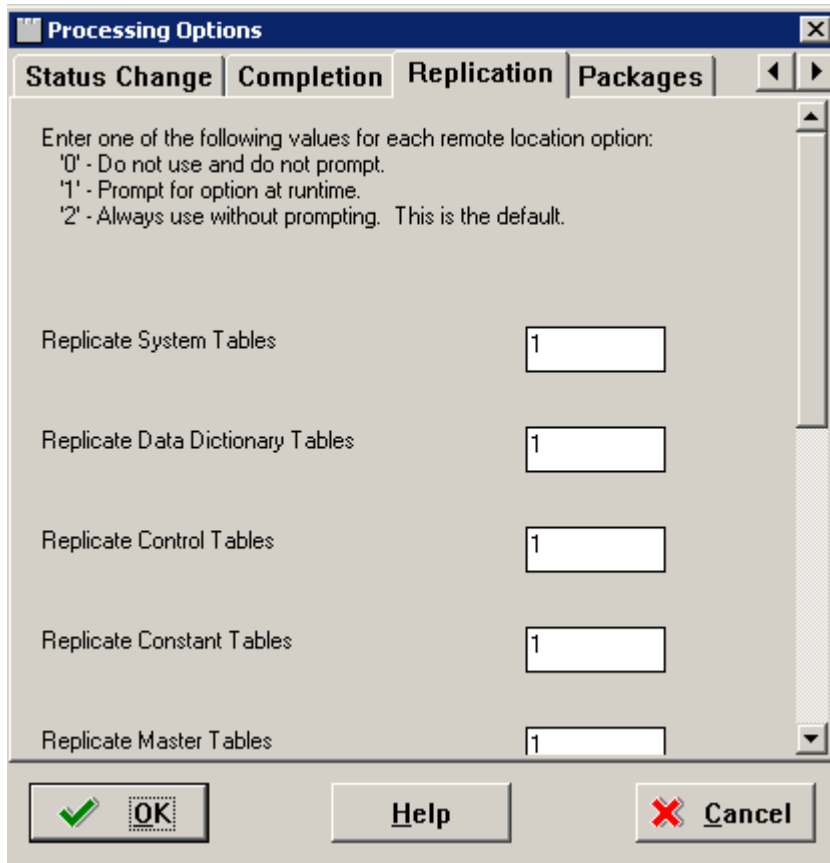 Processing Options
Status Change Completion Replication Packages
Enter one of the following values for each remote location option:
'0' - Do not use and do not prompt.
'1' - Prompt for option at runtime.
'2' - Always use without prompting.  This is the default.
Replicate System Tables 1
Replicate Data Dictionary Tables 1
Replicate Control Tables 1
Replicate Constant Tables 1
Replicate Master Tables 1
OK Help Cancel